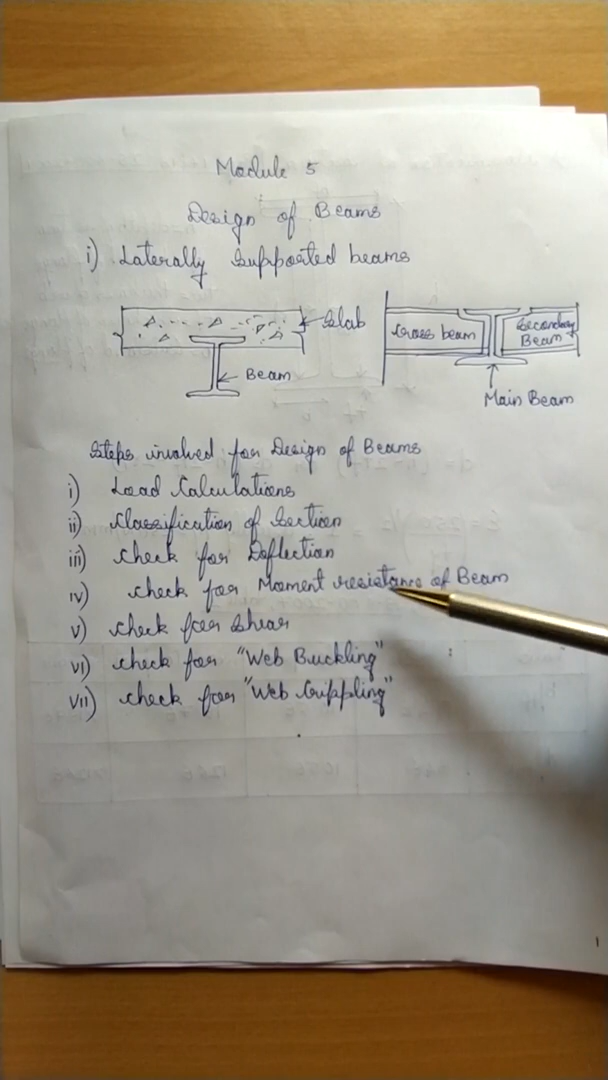 Module 5
Design of Beams
i) Laterally supported beams
Slab
Beam
Cross beam
Secondary
Beam
Main Beam
Steps involved for Design of Beams
i) Load Calculations
ii) Classification of Section
iii) check for Deflection
iv) check for Moment resistance of Beam
v) check for shear
vi) check for "Web Buckling"
vii) check for "Web Crippling"